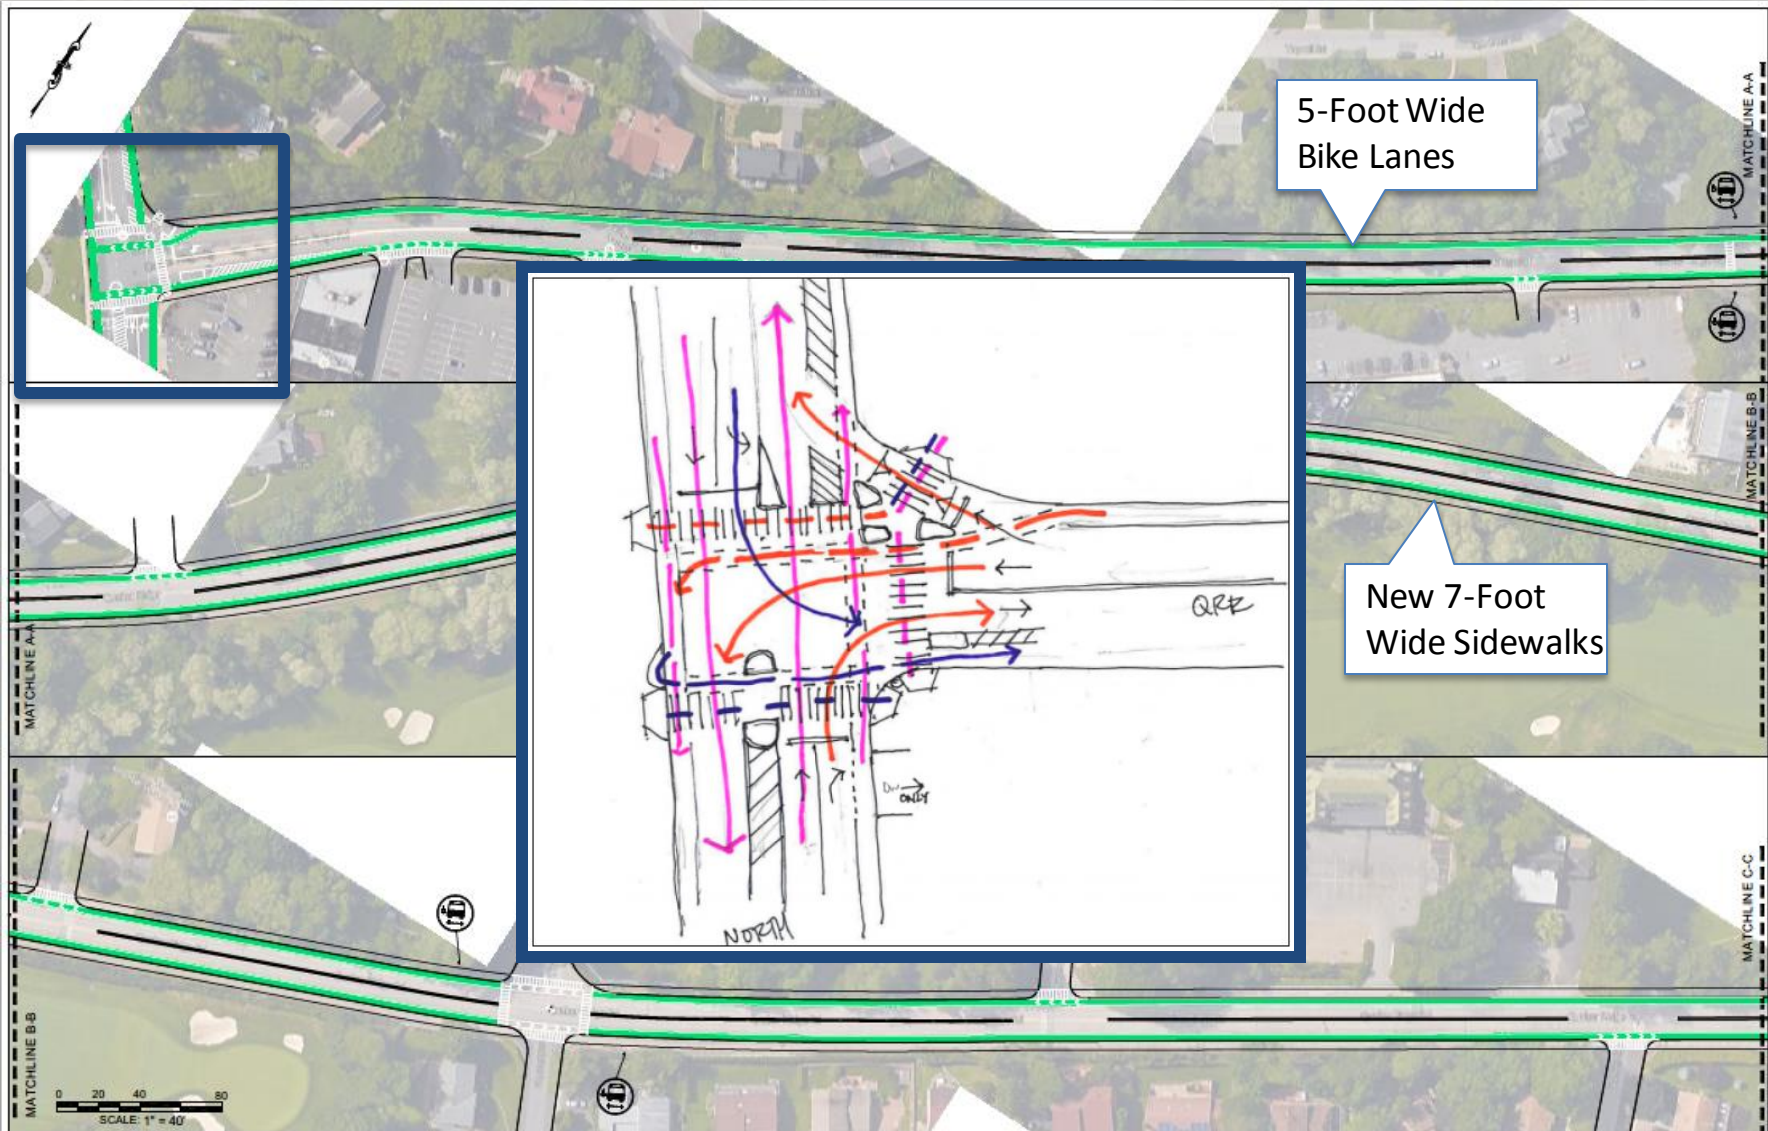 5-Foot Wide
Bike Lanes
MATCHLINE A-A
MATCHLINE A-A
MATCHLINE B-B
New 7-Foot
Wide Sidewalks
QRR
ONLY
NORTH
MATCHLINE B-B
MATCHLINE C-C
0 20 40 80
SCALE: 1" = 40'